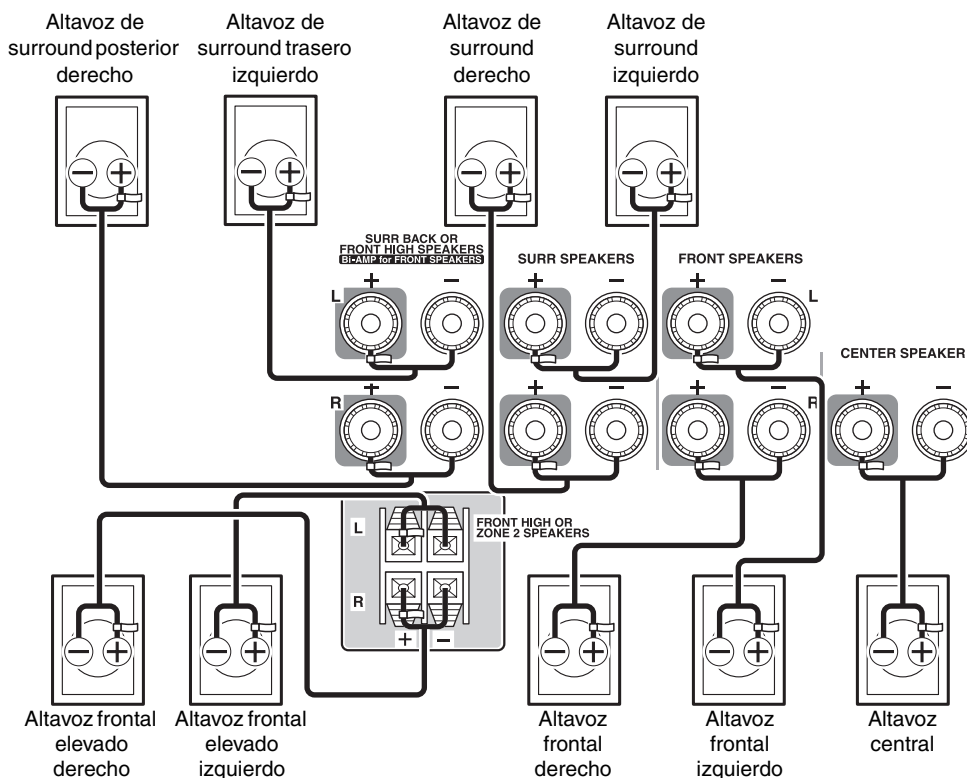 Altavoz de
surround posterior
derecho
Altavoz de
surround trasero
izquierdo
Altavoz de
surround
derecho
Altavoz de
surround
izquierdo
− +
− +
− +
− +
SURR BACK OR
FRONT HIGH SPEAKERS
Bi-AMP for FRONT SPEAKERS
SURR SPEAKERS
FRONT SPEAKERS
+ −
+ −
+ −
L
L
CENTER SPEAKER
+ −
+ −
+ −
+ −
R
R
L
R
FRONT HIGH OR
ZONE 2 SPEAKERS
+ −
− +
− +
− +
− +
− +
Altavoz frontal
elevado
derecho
Altavoz frontal
elevado
izquierdo
Altavoz
frontal
derecho
Altavoz
frontal
izquierdo
Altavoz
central